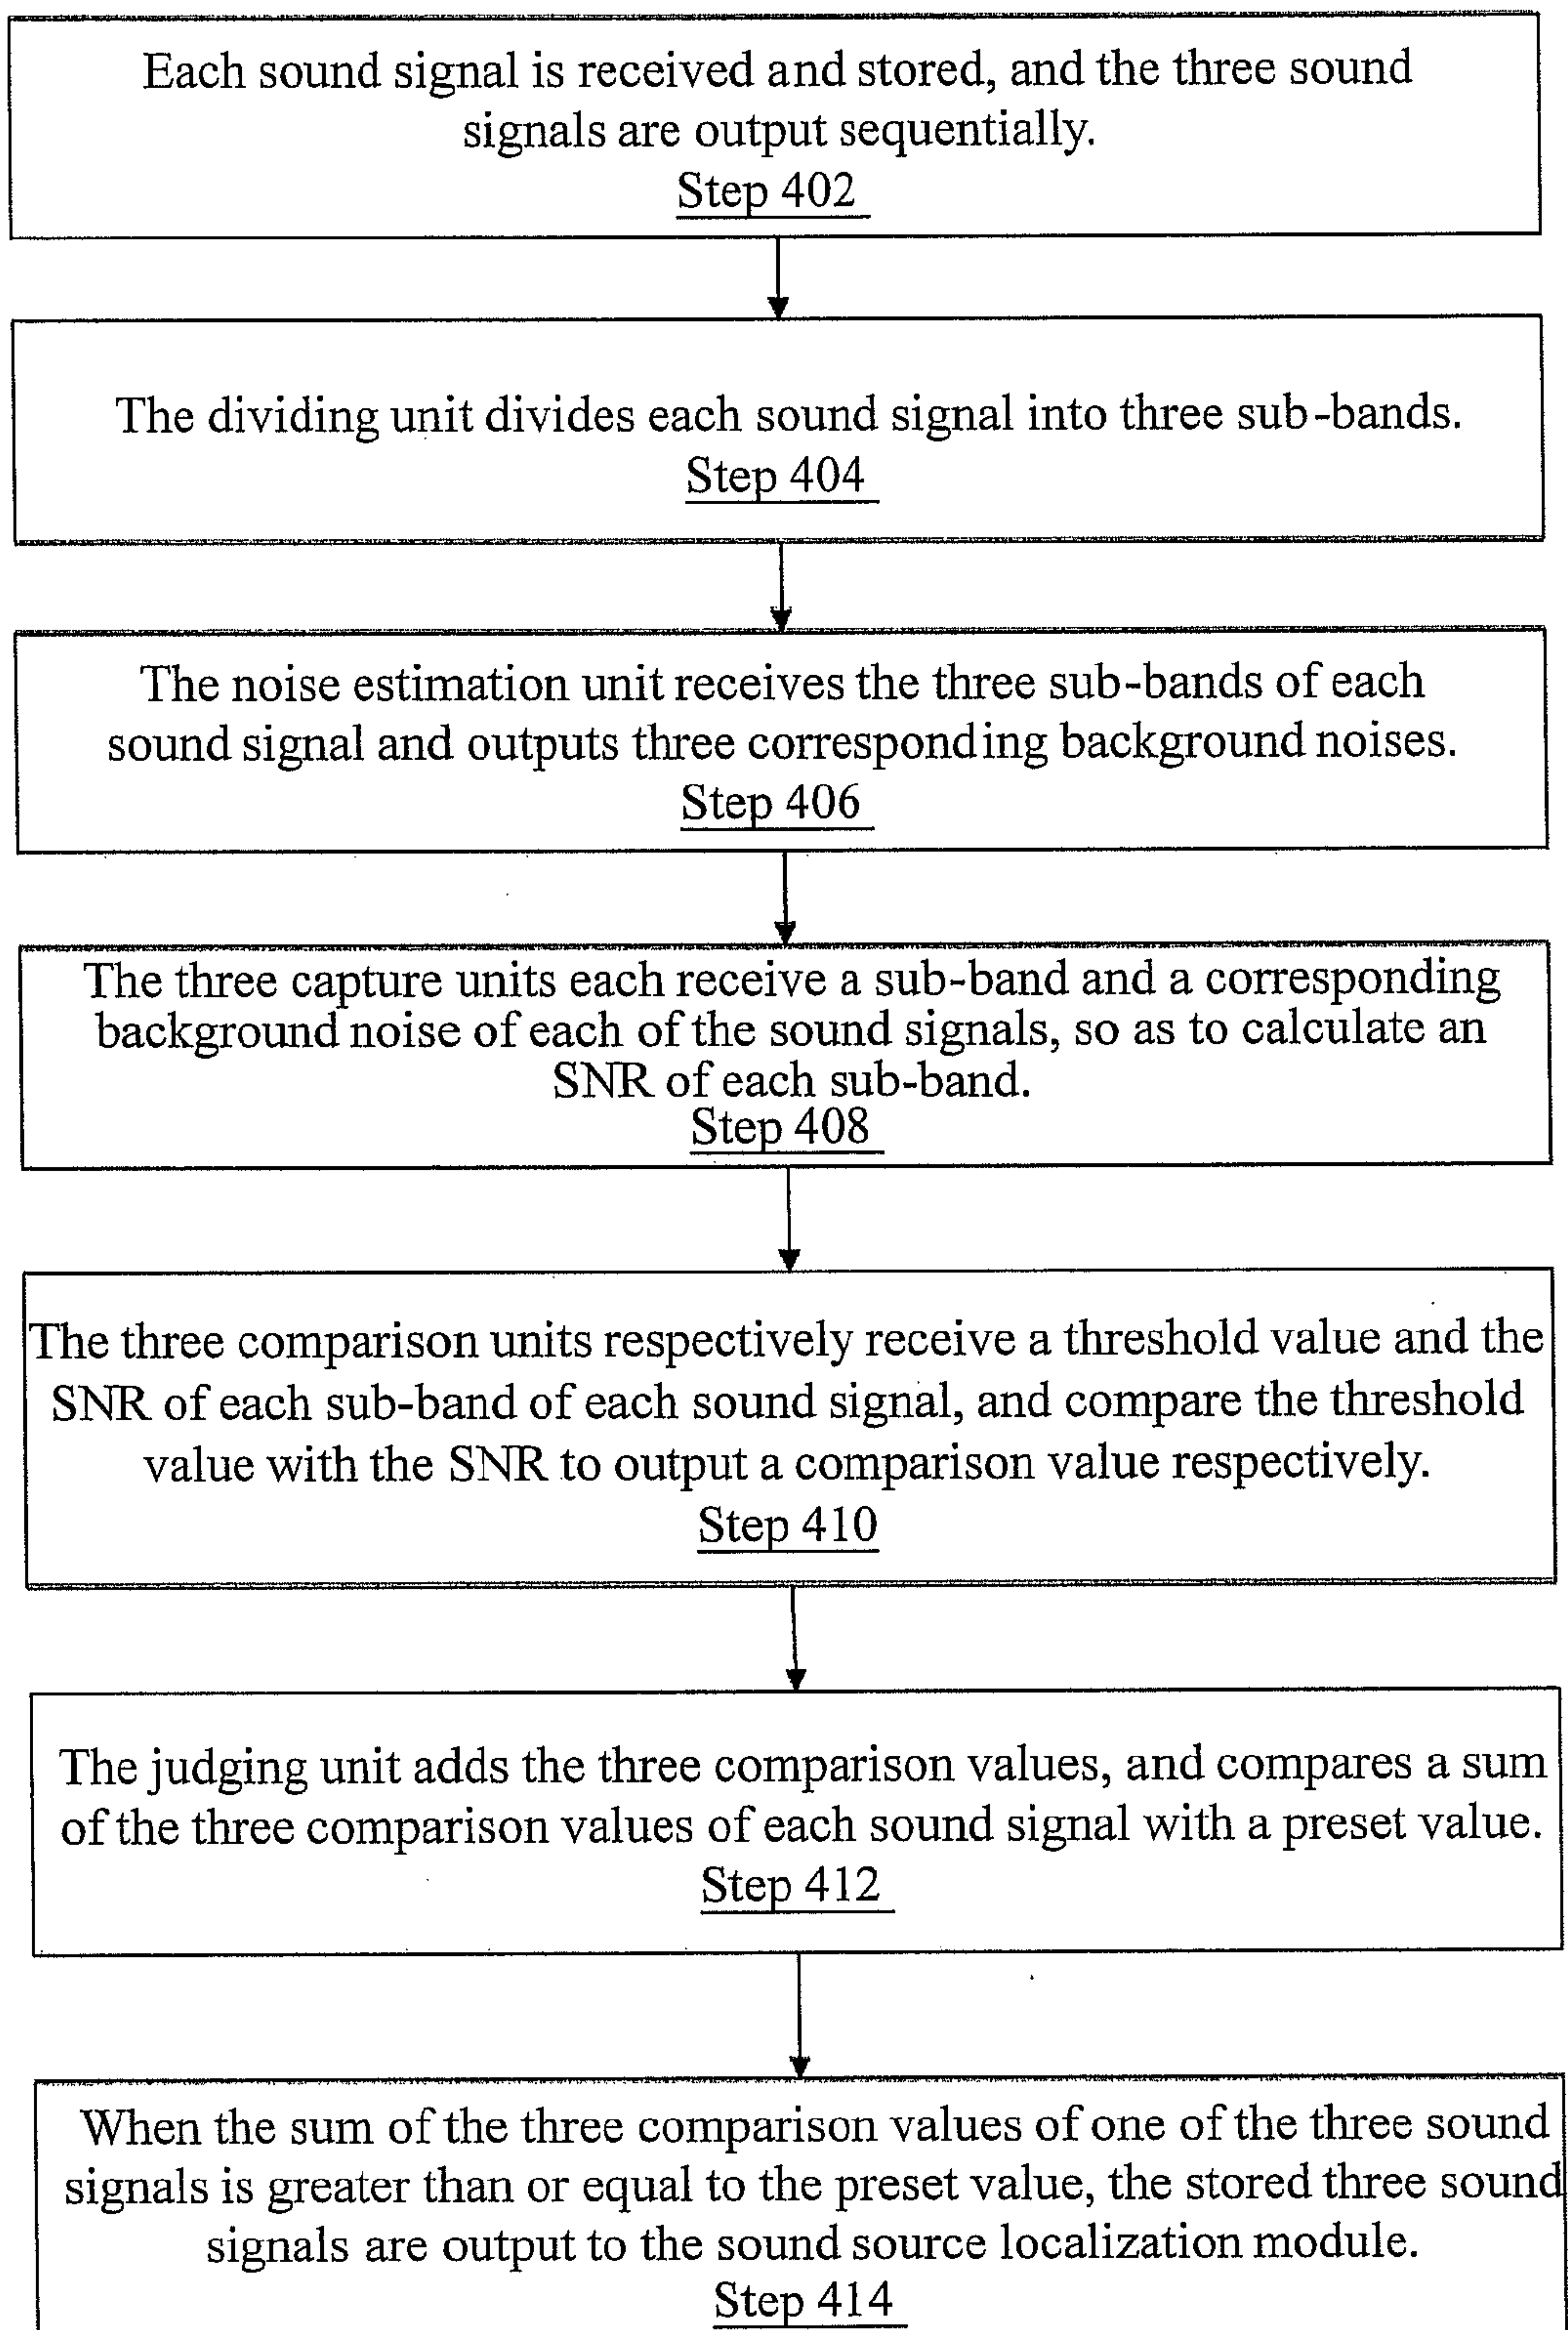 Each sound signal is received and stored, and the three sound
signals are output sequentially.
Step 402
The dividing unit divides each sound signal into three sub-bands.
Step 404
The noise estimation unit receives the three sub-bands of each
sound signal and outputs three corresponding background noises.
Step 406
The three capture units each receive a sub-band and a corresponding
background noise of each of the sound signals, so as to calculate an
SNR of each sub-band.
Step 408
The three comparison units respectively receive a threshold value and the
SNR of each sub-band of each sound signal, and compare the threshold
value with the SNR to output a comparison value respectively.
Step 410
The judging unit adds the three comparison values, and compares a sum
of the three comparison values of each sound signal with a preset value.
Step 412
When the sum of the three comparison values of one of the three sound
signals is greater than or equal to the preset value, the stored three sound
signals are output to the sound source localization module.
Step 414